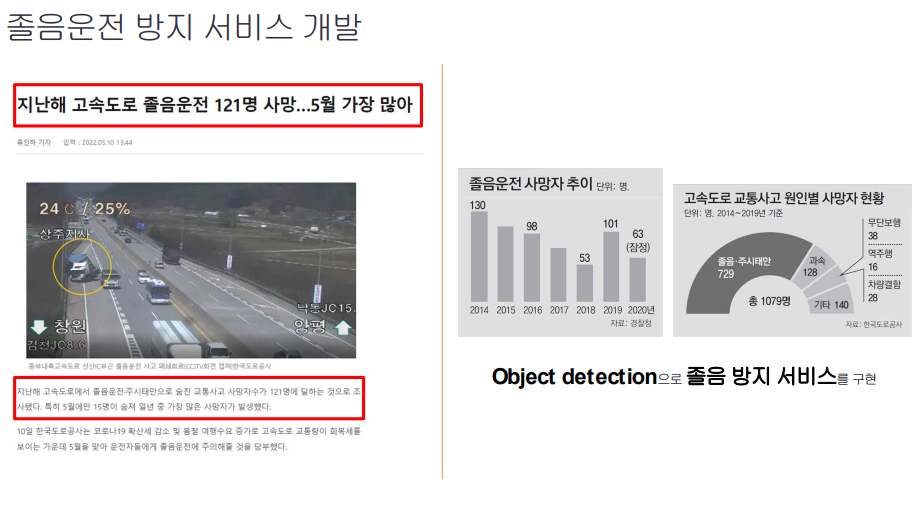 졸음운전 방지 서비스 개발
지난해 고속도로 졸음운전 121명 사망...5월 가장 많아
류인하 기자 입력 : 2022.05.10 13:44
24 C / 25%
상주지사
낙동JC15.
창원
양평
김천JC8.6
중부내륙고속도로 선산IC부근 졸음운전 사고 폐쇄회로(CC)TV화면 캡처|한국도로공사
지난해 고속도로에서 졸음운전·주시태만으로 숨진 교통사고 사망자수가 121명에 달하는 것으로 조
사됐다. 특히 5월에만 15명이 숨져 일년 중 가장 많은 사망자가 발생했다.
10일 한국도로공사는 코로나19 확산세 감소 및 봄철 여행수요 증가로 고속도로 교통량이 회복세를
보이는 가운데 5월을 맞아 운전자들에게 졸음운전에 주의해줄 것을 당부했다.
졸음운전 사망자 추이 단위: 명.
130
98
53
101
63
(잠정)
2014 2015 2016 2017 2018 2019 2020년
자료: 경찰청
고속도로 교통사고 원인별 사망자 현황
단위: 명. 2014~2019년 기준
졸음·주시태만
729
과속
128
무단보행
38
역주행
16
차량결함
28
기타 140
총 1079명
자료: 한국도로공사
Object detection으로 졸음 방지 서비스를 구현